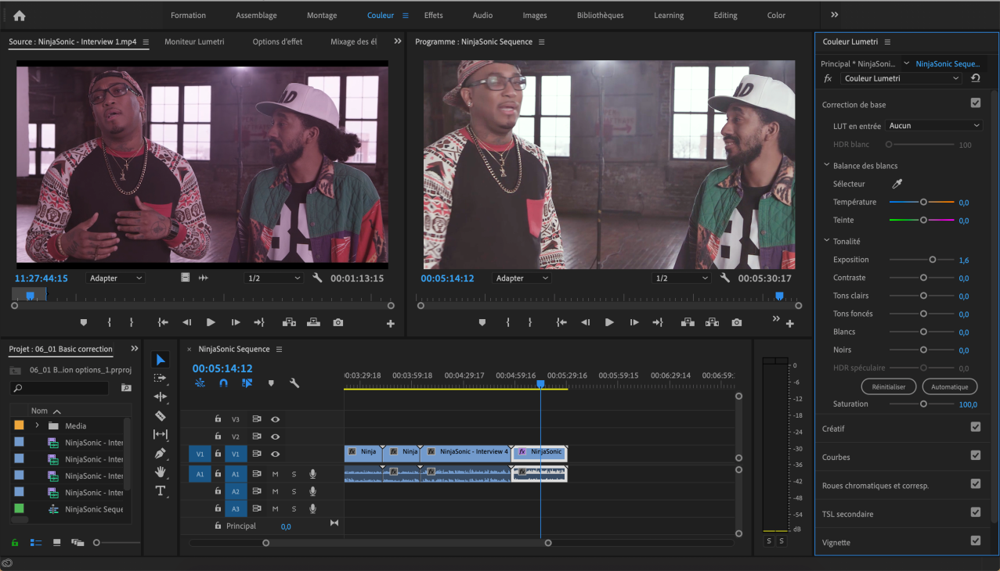 Formation Assemblage Montage Couleur Effets Audio Images Bibliothèques Learning Editing Color
Source : NinjaSonic - Interview 1.mp4 Moniteur Lumetri Options d'effet Mixage des él
11:27:44:15 Adapter 1/2 00:01:13:15
Programme : NinjaSonic Sequence
00:05:14:12 Adapter 1/2 00:05:30:17
Couleur Lumetri
Principal * NinjaSoni... NinjaSonic Seque...
fx Couleur Lumetri
Correction de base
LUT en entrée Aucun
HDR blanc 100
Balance des blancs
Sélecteur
Température 0,0
Teinte 0,0
Tonalité
Exposition 1,6
Contraste 0,0
Tons clairs 0,0
Tons foncés 0,0
Blancs 0,0
Noirs 0,0
HDR spéculaire 0,0
Réinitialiser Automatique
Saturation 100,0
Créatif
Courbes
Roues chromatiques et corresp.
TSL secondaire
Vignette
Projet : 06_01 Basic correction
06_01 B...ion options_1.prproj
Nom
Media
NinjaSonic - Inter
NinjaSonic - Inter
NinjaSonic - Inter
NinjaSonic - Inter
NinjaSonic Seque
× NinjaSonic Sequence
00:05:14:12
:00:03:29:18 00:03:59:18 00:04:29:17 00:04:59:16 00:05:29:16 00:05:59:15 00:06:29:14 00:06:59:
V3
V2
V1 V1 fx Ninja fx Ninja fx NinjaSonic - Interview 4 fx NinjaSonic
A1 A1 M S fx fx fx
A2 M S
A3 M S
Principal 0,0
0
-6
-12
-18
-24
-30
-36
-42
-48
-54
dB
S S